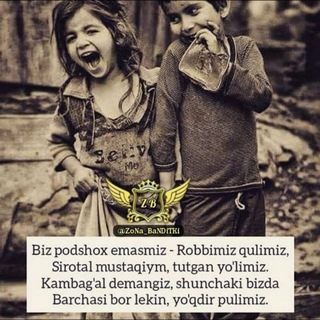 ZB
@ZoNa_BaNDITKI
Biz podshox emasmiz - Robbimiz qulimiz,
Sirotal mustaqiym, tutgan yo'limiz.
Kambag'al demangiz, shunchaki bizda
Barchasi bor lekin, yo'qdir pulimiz.